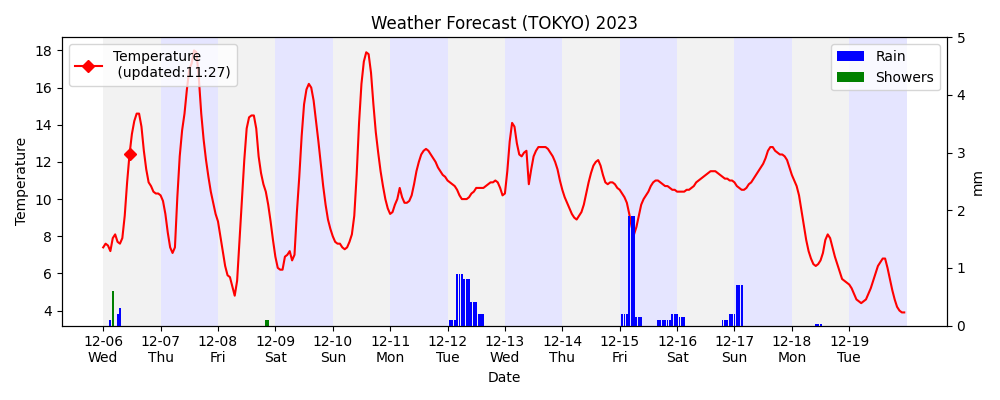 Weather Forecast (TOKYO) 2023
Temperature
(updated:11:27)
Rain
Showers
Temperature
18
16
14
12
10
8
6
4
mm
5
4
3
2
1
0
12-06 12-07 12-08 12-09 12-10 12-11 12-12 12-13 12-14 12-15 12-16 12-17 12-18 12-19
Wed Thu Fri Sat Sun Mon Tue Wed Thu Fri Sat Sun Mon Tue
Date